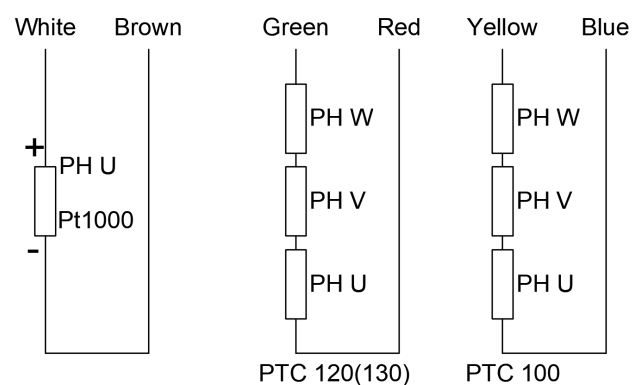 White Brown Green Red Yellow Blue
+
PH U
Pt1000
-
PH W
PH V
PH U
PTC 120(130)
PH W
PH V
PH U
PTC 100